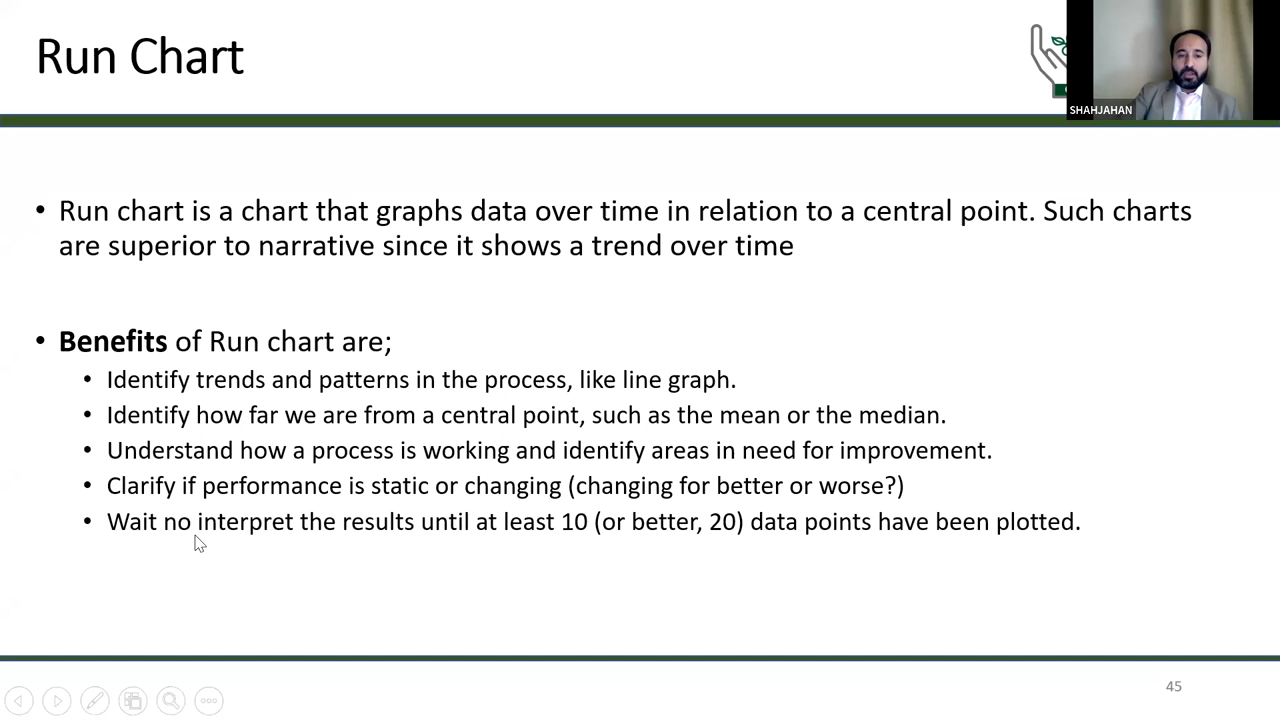 Run Chart
SHAHJAHAN
• Run chart is a chart that graphs data over time in relation to a central point. Such charts
are superior to narrative since it shows a trend over time
• Benefits of Run chart are;
• Identify trends and patterns in the process, like line graph.
• Identify how far we are from a central point, such as the mean or the median.
• Understand how a process is working and identify areas in need for improvement.
• Clarify if performance is static or changing (changing for better or worse?)
• Wait no interpret the results until at least 10 (or better, 20) data points have been plotted.
45